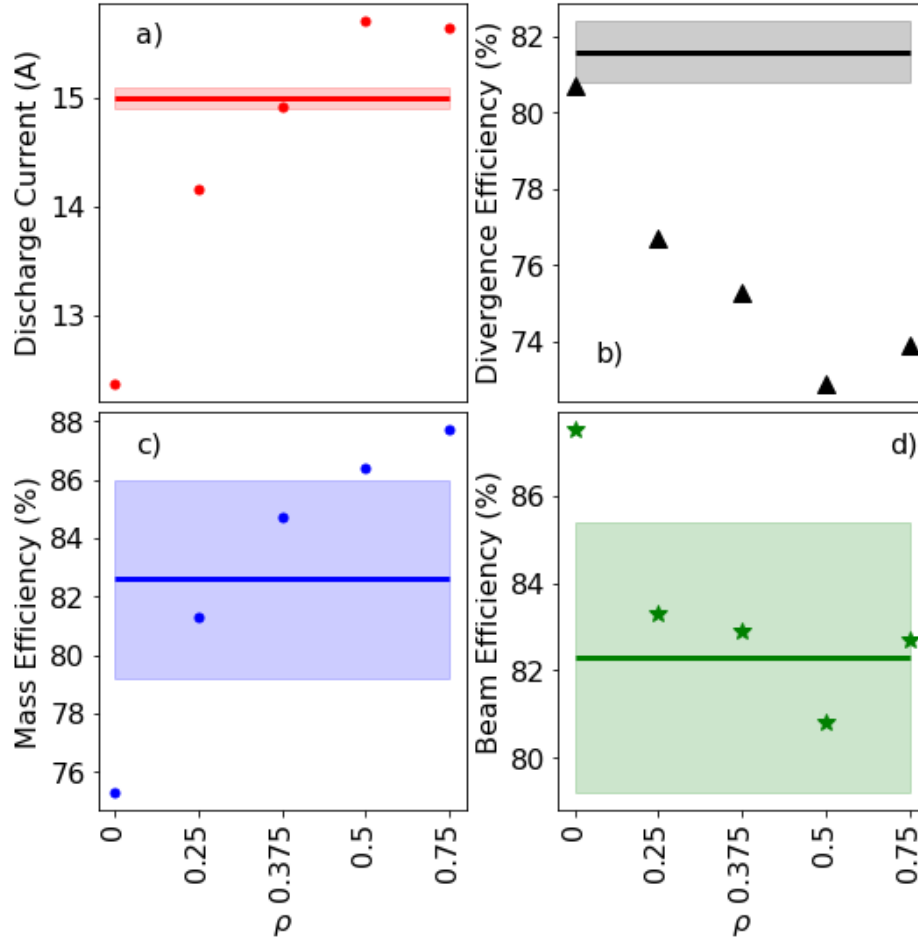 a)
Discharge Current (A)
15
14
13
b)
Divergence Efficiency (%)
82
80
78
76
74
c)
Mass Efficiency (%)
88
86
84
82
80
78
76
0
0.25
0.375
0.5
0.75
ρ
d)
Beam Efficiency (%)
86
84
82
80
0
0.25
0.375
0.5
0.75
ρ